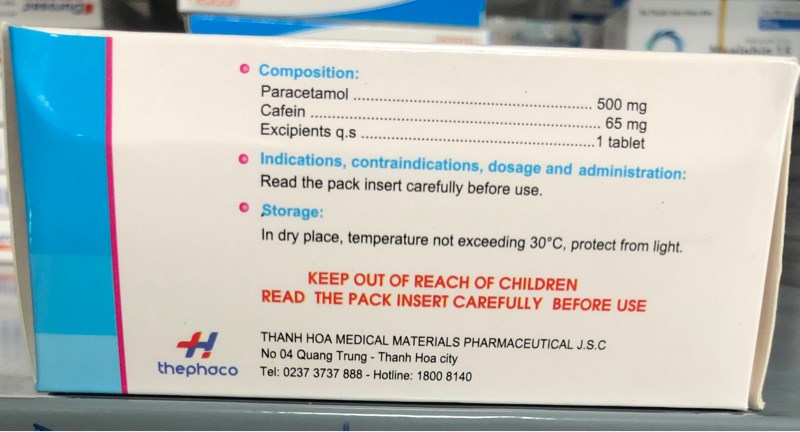 Composition:
Paracetamol ........................................................ 500 mg
Cafein .................................................................. 65 mg
Excipients q.s ........................................................1 tablet
Indications, contraindications, dosage and administration:
Read the pack insert carefully before use.
Storage:
In dry place, temperature not exceeding 30°C, protect from light.
KEEP OUT OF REACH OF CHILDREN
READ THE PACK INSERT CAREFULLY BEFORE USE
thephaco
THANH HOA MEDICAL MATERIALS PHARMACEUTICAL J.S.C
No 04 Quang Trung - Thanh Hoa city
Tel: 0237 3737 888 - Hotline: 1800 8140